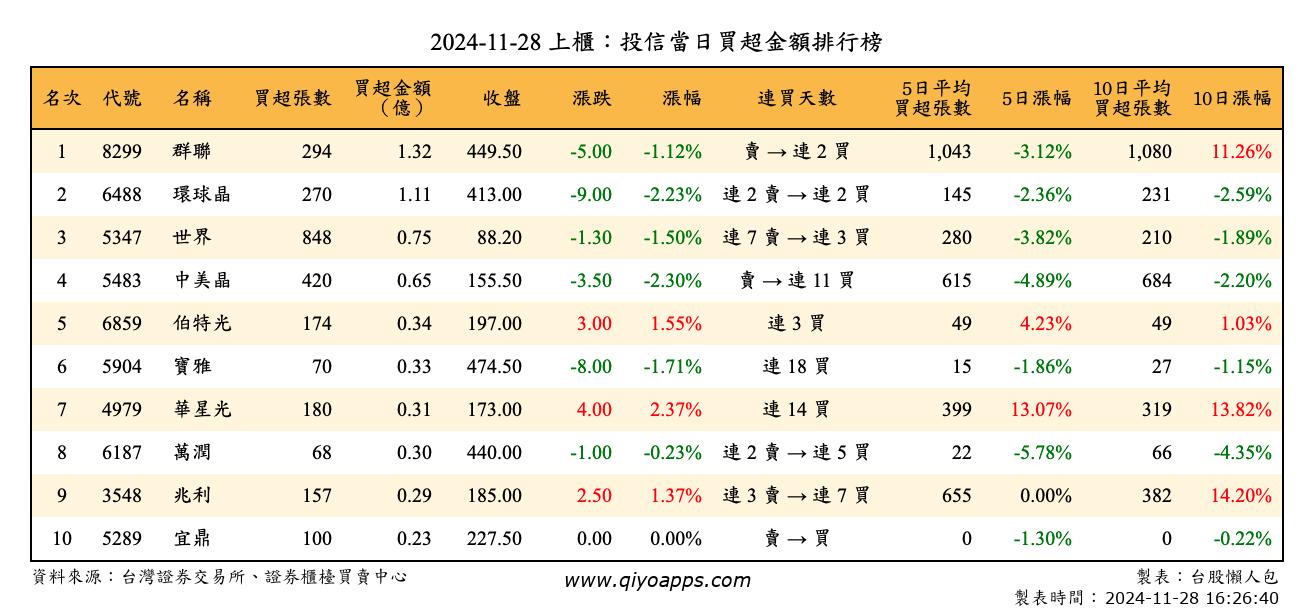 2024-11-28 上櫃：投信當日買超金額排行榜
名次 代號 名稱 買超張數 買超金額（億） 收盤 漲跌 漲幅 連買天數 5日平均買超張數 5日漲幅 10日平均買超張數 10日漲幅
1 8299 群聯 294 1.32 449.50 -5.00 -1.12% 賣 → 連 2 買 1,043 -3.12% 1,080 11.26%
2 6488 環球晶 270 1.11 413.00 -9.00 -2.23% 連 2 賣 → 連 2 買 145 -2.36% 231 -2.59%
3 5347 世界 848 0.75 88.20 -1.30 -1.50% 連 7 賣 → 連 3 買 280 -3.82% 210 -1.89%
4 5483 中美晶 420 0.65 155.50 -3.50 -2.30% 賣 → 連 11 買 615 -4.89% 684 -2.20%
5 6859 伯特光 174 0.34 197.00 3.00 1.55% 連 3 買 49 4.23% 49 1.03%
6 5904 寶雅 70 0.33 474.50 -8.00 -1.71% 連 18 買 15 -1.86% 27 -1.15%
7 4979 華星光 180 0.31 173.00 4.00 2.37% 連 14 買 399 13.07% 319 13.82%
8 6187 萬潤 68 0.30 440.00 -1.00 -0.23% 連 2 賣 → 連 5 買 22 -5.78% 66 -4.35%
9 3548 兆利 157 0.29 185.00 2.50 1.37% 連 3 賣 → 連 7 買 655 0.00% 382 14.20%
10 5289 宜鼎 100 0.23 227.50 0.00 0.00% 賣 → 買 0 -1.30% 0 -0.22%
資料來源：台灣證券交易所、證券櫃檯買賣中心 www.qiyoapps.com 製表：台股懶人包
製表時間：2024-11-28 16:26:40